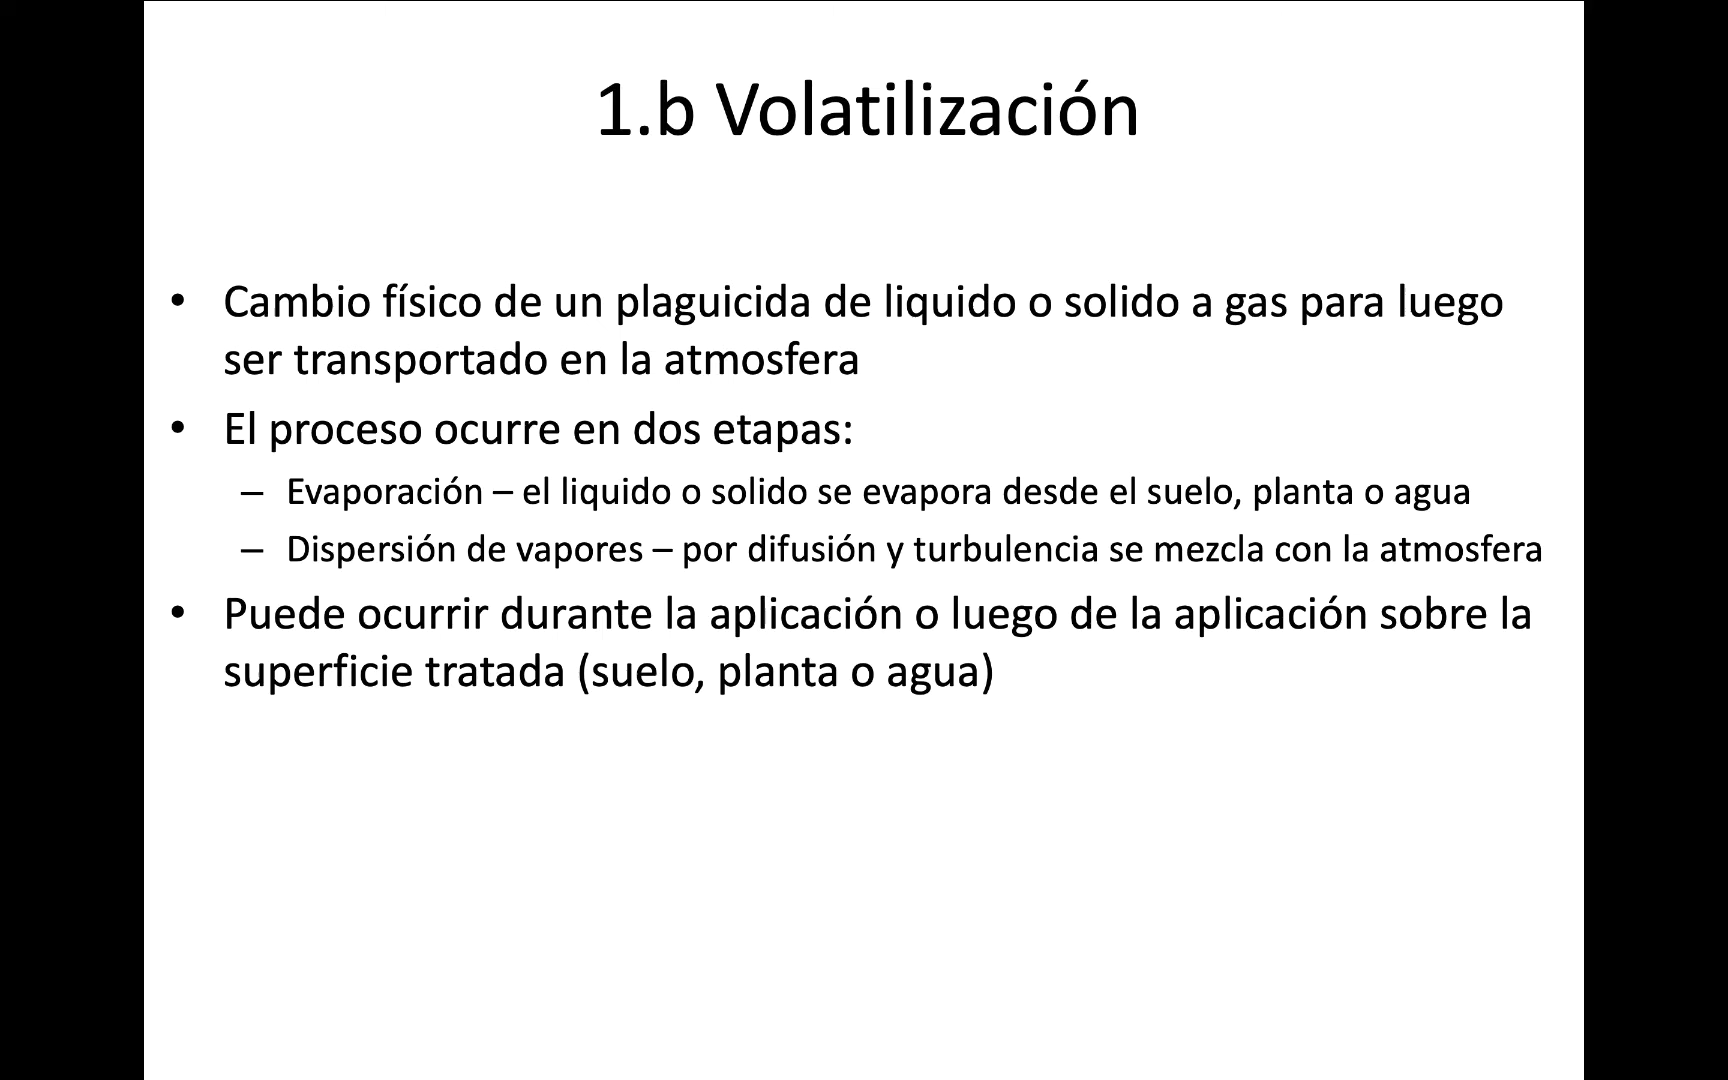 1.b Volatilización
• Cambio físico de un plaguicida de liquido o solido a gas para luego
ser transportado en la atmosfera
• El proceso ocurre en dos etapas:
– Evaporación – el liquido o solido se evapora desde el suelo, planta o agua
– Dispersión de vapores – por difusión y turbulencia se mezcla con la atmosfera
• Puede ocurrir durante la aplicación o luego de la aplicación sobre la
superficie tratada (suelo, planta o agua)